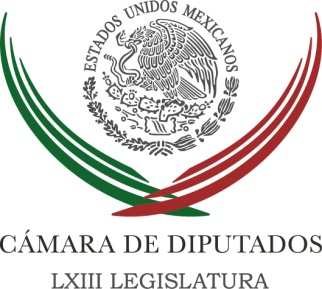 ESTADOS UNIDOS MEXICANOS
CÁMARA DE DIPUTADOS
LXIII LEGISLATURA